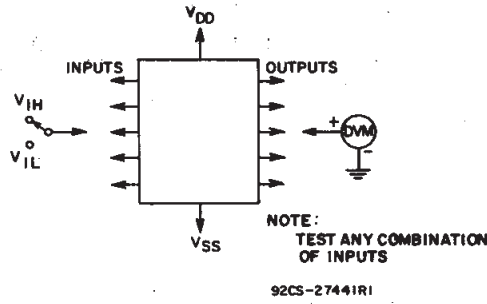 VDD
INPUTS
OUTPUTS
VIH
VIL
+
DVM
-
VSS
NOTE:
TEST ANY COMBINATION
OF INPUTS
92CS-27441R1